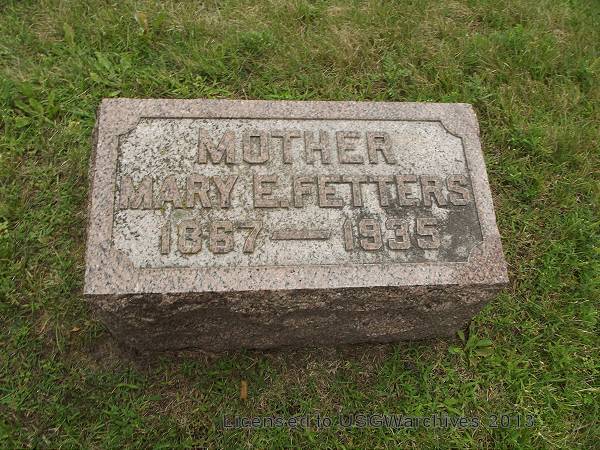 MOTHER
MARY E. FETTERS
1867 — 1935
Licensed to USGWarchives 2013